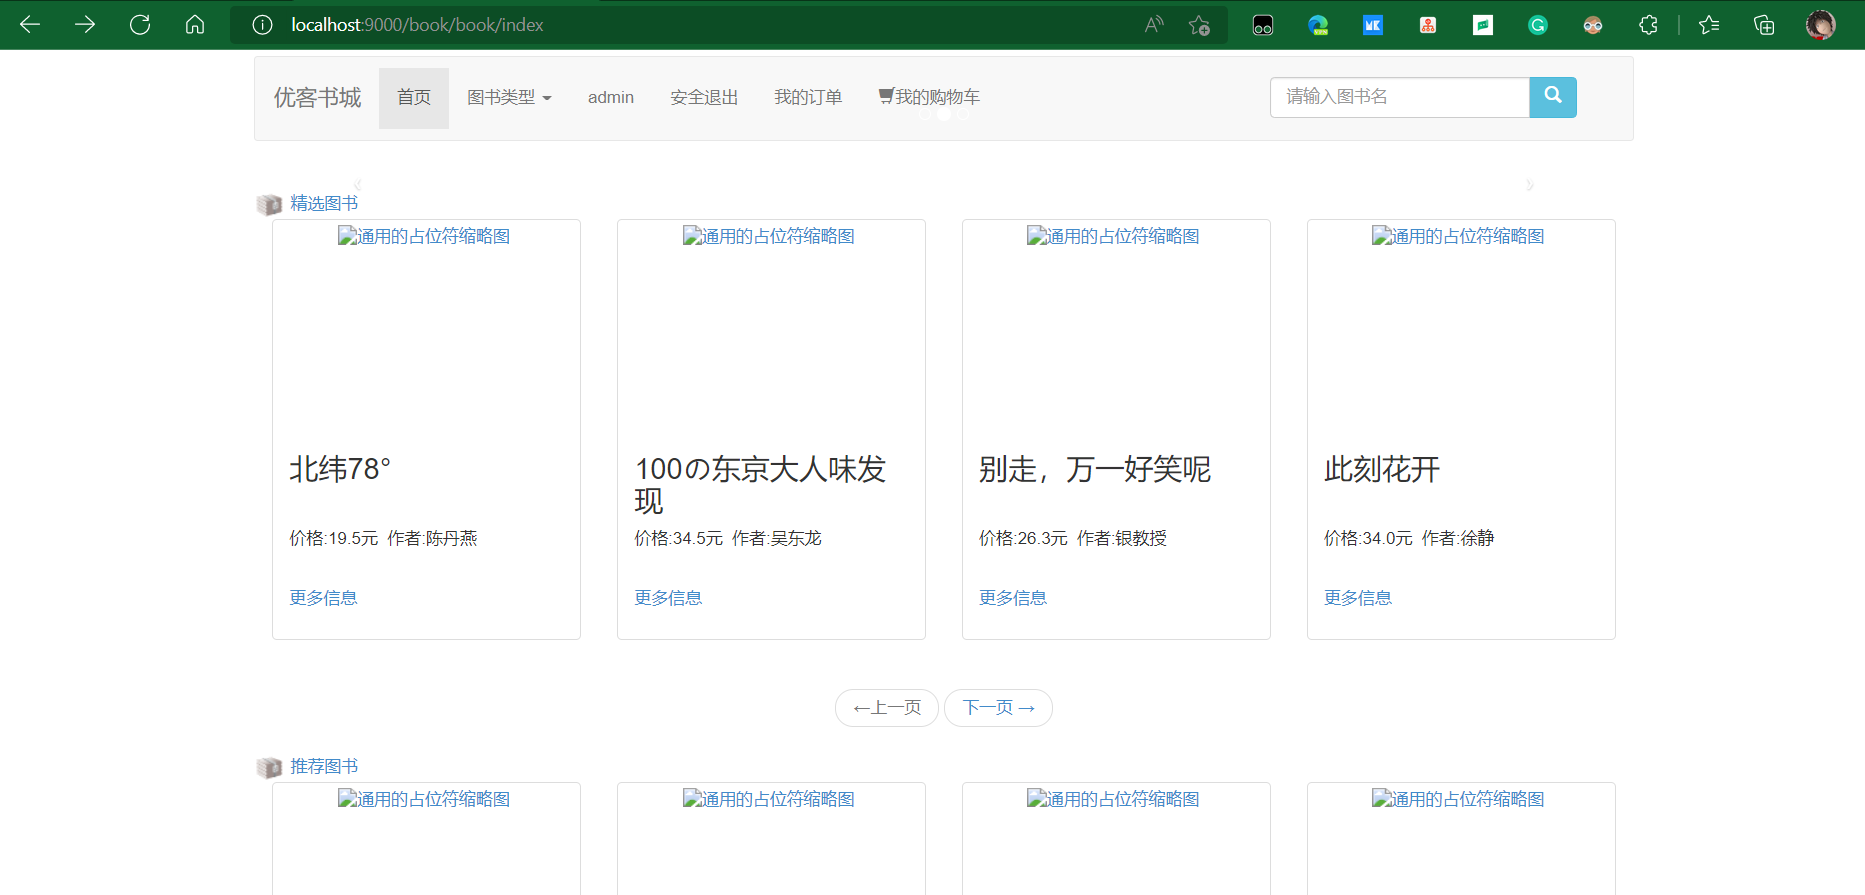 localhost:9000/book/book/index
优客书城 首页 图书类型 admin 安全退出 我的订单 我的购物车 请输入图书名
精选图书
通用的占位符缩略图 通用的占位符缩略图 通用的占位符缩略图 通用的占位符缩略图
北纬78°
100の东京大人味发
现
别走，万一好笑呢
此刻花开
价格:19.5元 作者:陈丹燕
价格:34.5元 作者:吴东龙
价格:26.3元 作者:银教授
价格:34.0元 作者:徐静
更多信息 更多信息 更多信息 更多信息
←上一页 下一页 →
推荐图书
通用的占位符缩略图 通用的占位符缩略图 通用的占位符缩略图 通用的占位符缩略图